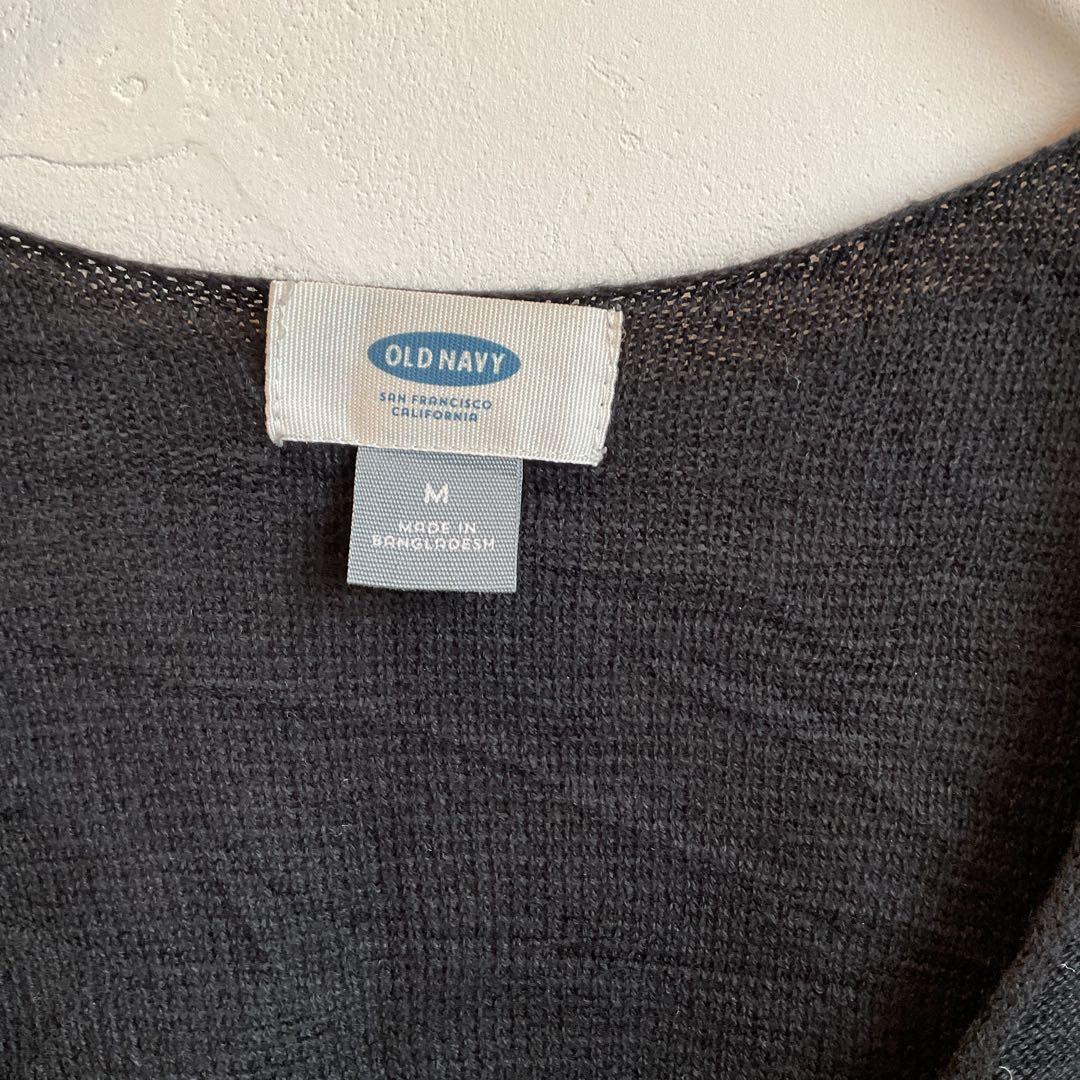 OLD NAVY
SAN FRANCISCO
CALIFORNIA
M
MADE IN
BANGLADESH